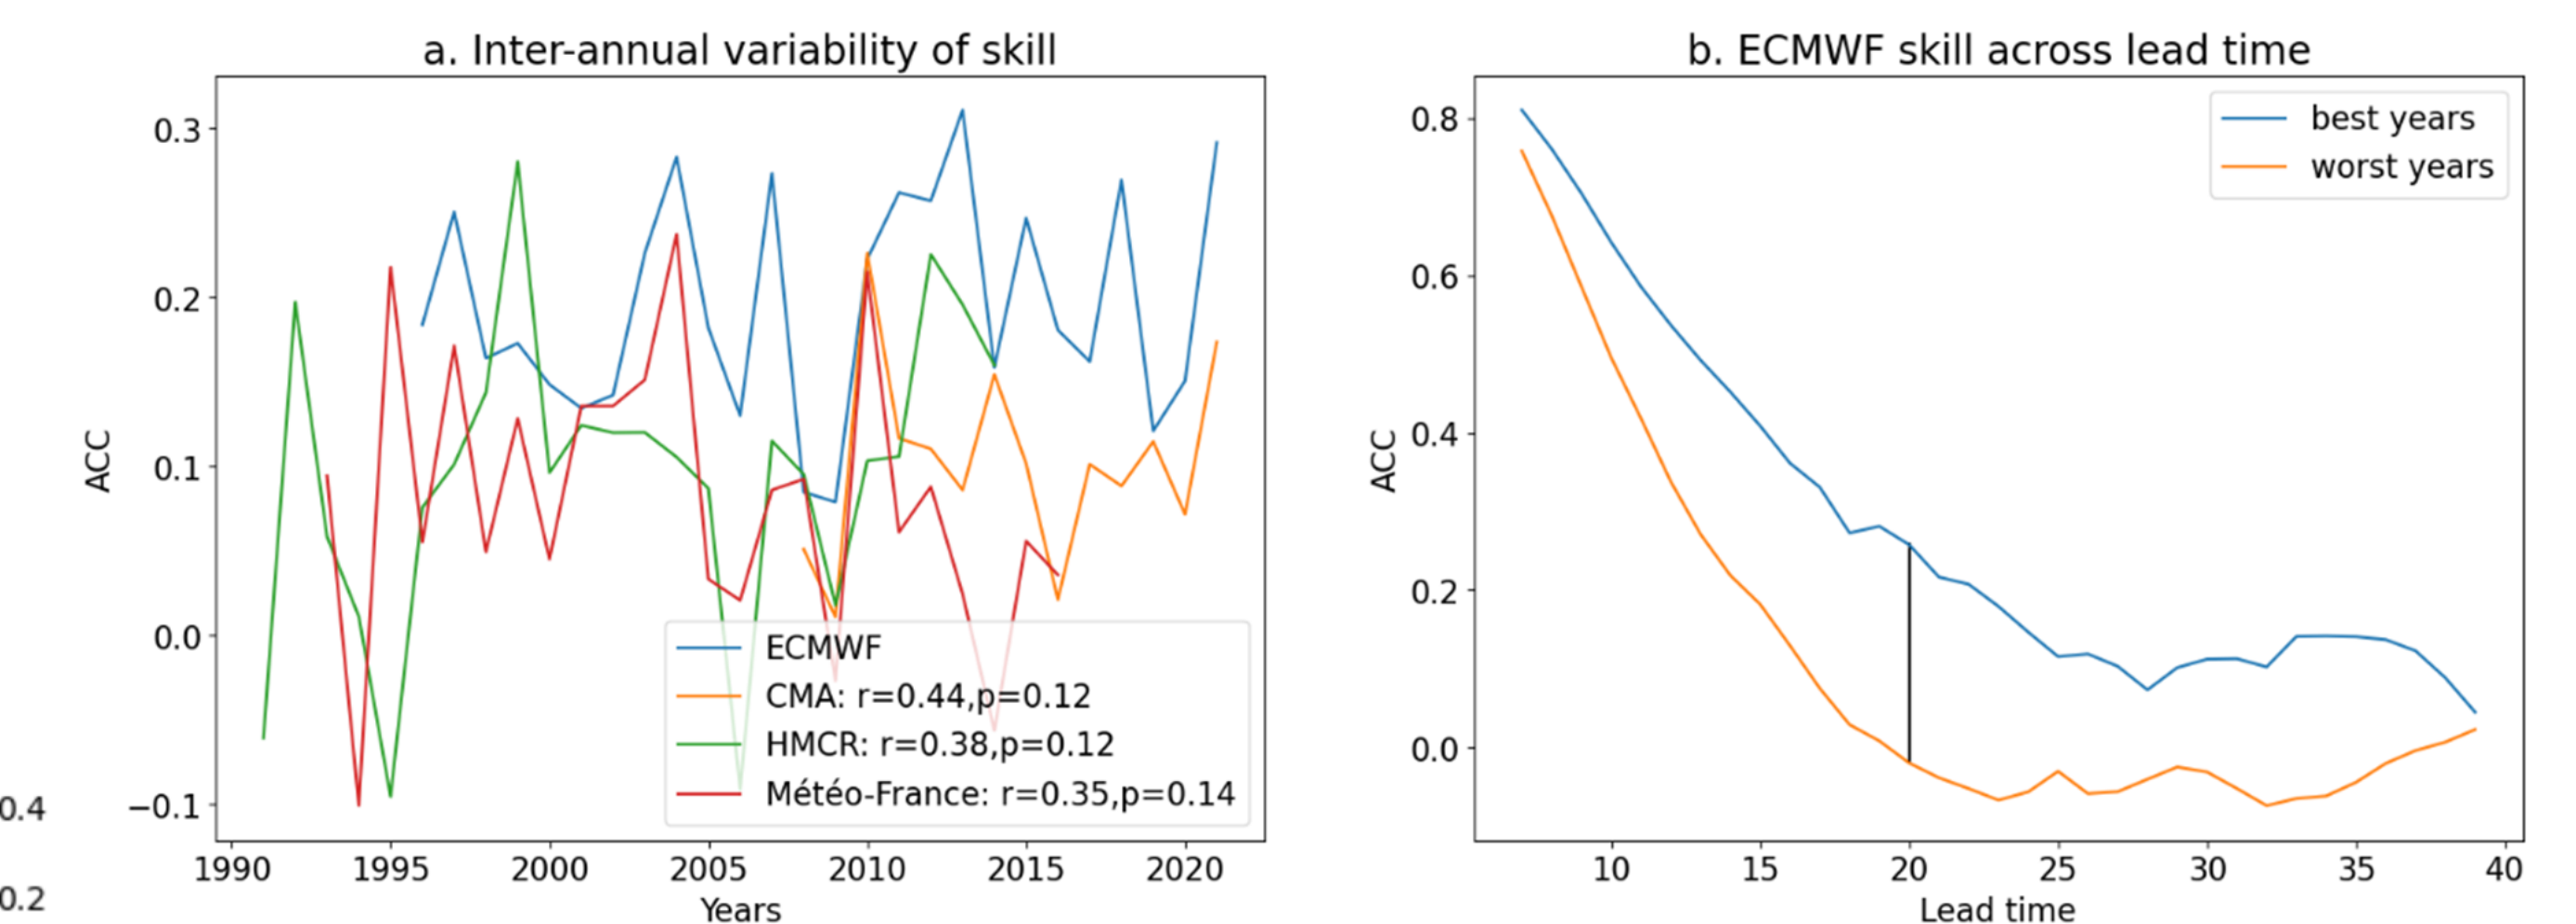 a. Inter-annual variability of skill
0.3
0.2
0.1
0.0
−0.1
ACC
ECMWF
CMA: r=0.44,p=0.12
HMCR: r=0.38,p=0.12
Météo-France: r=0.35,p=0.14
1990 1995 2000 2005 2010 2015 2020
Years
0.4
0.2
b. ECMWF skill across lead time
0.8
0.6
0.4
0.2
0.0
ACC
best years
worst years
10 15 20 25 30 35 40
Lead time